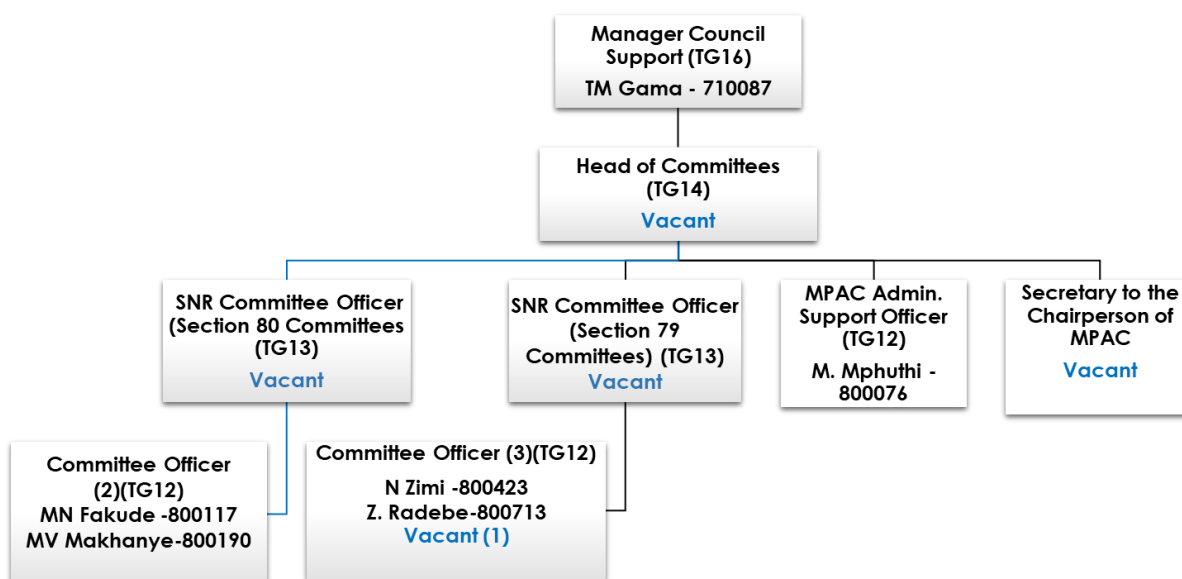 Manager Council
Support (TG16)
TM Gama - 710087
Head of Committees
(TG14)
Vacant
SNR Committee Officer
(Section 80 Committees
(TG13)
Vacant
SNR Committee Officer
(Section 79
Committees) (TG13)
Vacant
MPAC Admin.
Support Officer
(TG12)
M. Mphuthi -
800076
Secretary to the
Chairperson of
MPAC
Vacant
Committee Officer
(2)(TG12)
MN Fakude -800117
MV Makhanye-800190
Committee Officer (3)(TG12)
N Zimi -800423
Z. Radebe-800713
Vacant (1)